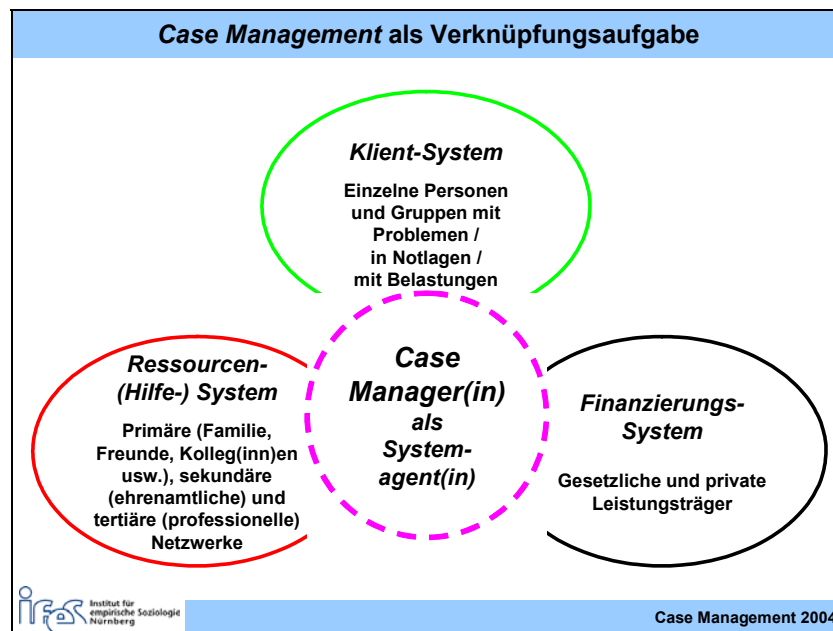 Case Management als Verknüpfungsaufgabe
Klient-System
Einzelne Personen
und Gruppen mit
Problemen /
in Notlagen /
mit Belastungen
Ressourcen-
(Hilfe-) System
Primäre (Familie,
Freunde, Kolleg(inn)en
usw.), sekundäre
(ehrenamtliche) und
tertiäre (professionelle)
Netzwerke
Case
Manager(in)
als
System-
agent(in)
Finanzierungs-
System
Gesetzliche und private
Leistungsträger
ifes
Institut für
empirische Soziologie
Nürnberg
Case Management 2004